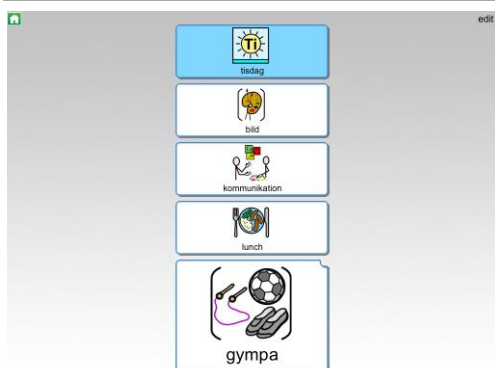 edit
Ti
tisdag
bild
kommunikation
lunch
gympa